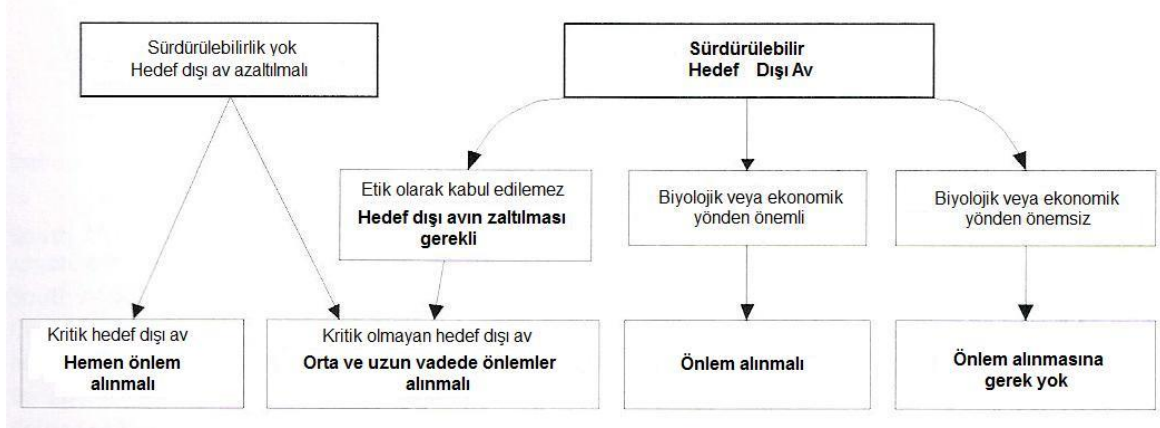 Sürdürülebilirlik yok
Hedef dışı av azaltılmalı
Sürdürülebilir
Hedef Dışı Av
Etik olarak kabul edilemez
Hedef dışı avın zaltılması
gerekli
Biyolojik veya ekonomik
yönden önemli
Biyolojik veya ekonomik
yönden önemsiz
Kritik hedef dışı av
Hemen önlem
alınmalı
Kritik olmayan hedef dışı av
Orta ve uzun vadede önlemler
alınmalı
Önlem alınmalı
Önlem alınmasına
gerek yok